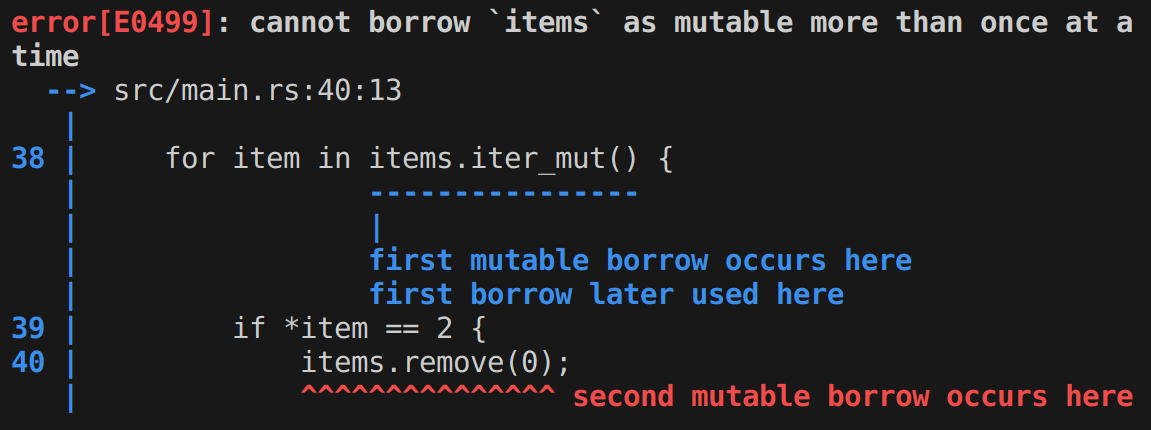 error[E0499]: cannot borrow `items` as mutable more than once at a
time
  --> src/main.rs:40:13
   |
38 |     for item in items.iter_mut() {
   |                 ----------------
   |                 |
   |                 first mutable borrow occurs here
   |                 first borrow later used here
39 |         if *item == 2 {
40 |             items.remove(0);
   |             ^^^^^^^^^^^^^^^ second mutable borrow occurs here